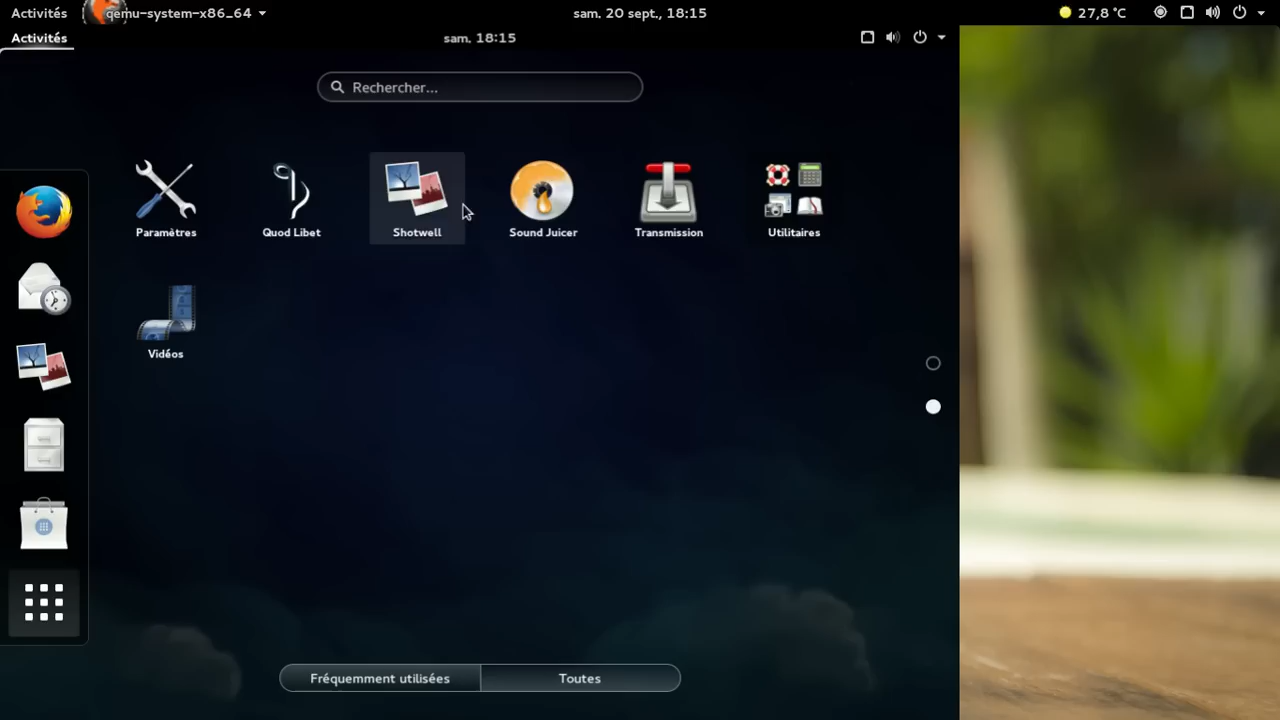 Activités qemu-system-x86_64 sam. 20 sept., 18:15 27,8 °C
Activités sam. 18:15
Rechercher...
Paramètres Quod Libet Shotwell Sound Juicer Transmission Utilitaires
Vidéos
Fréquemment utilisées Toutes